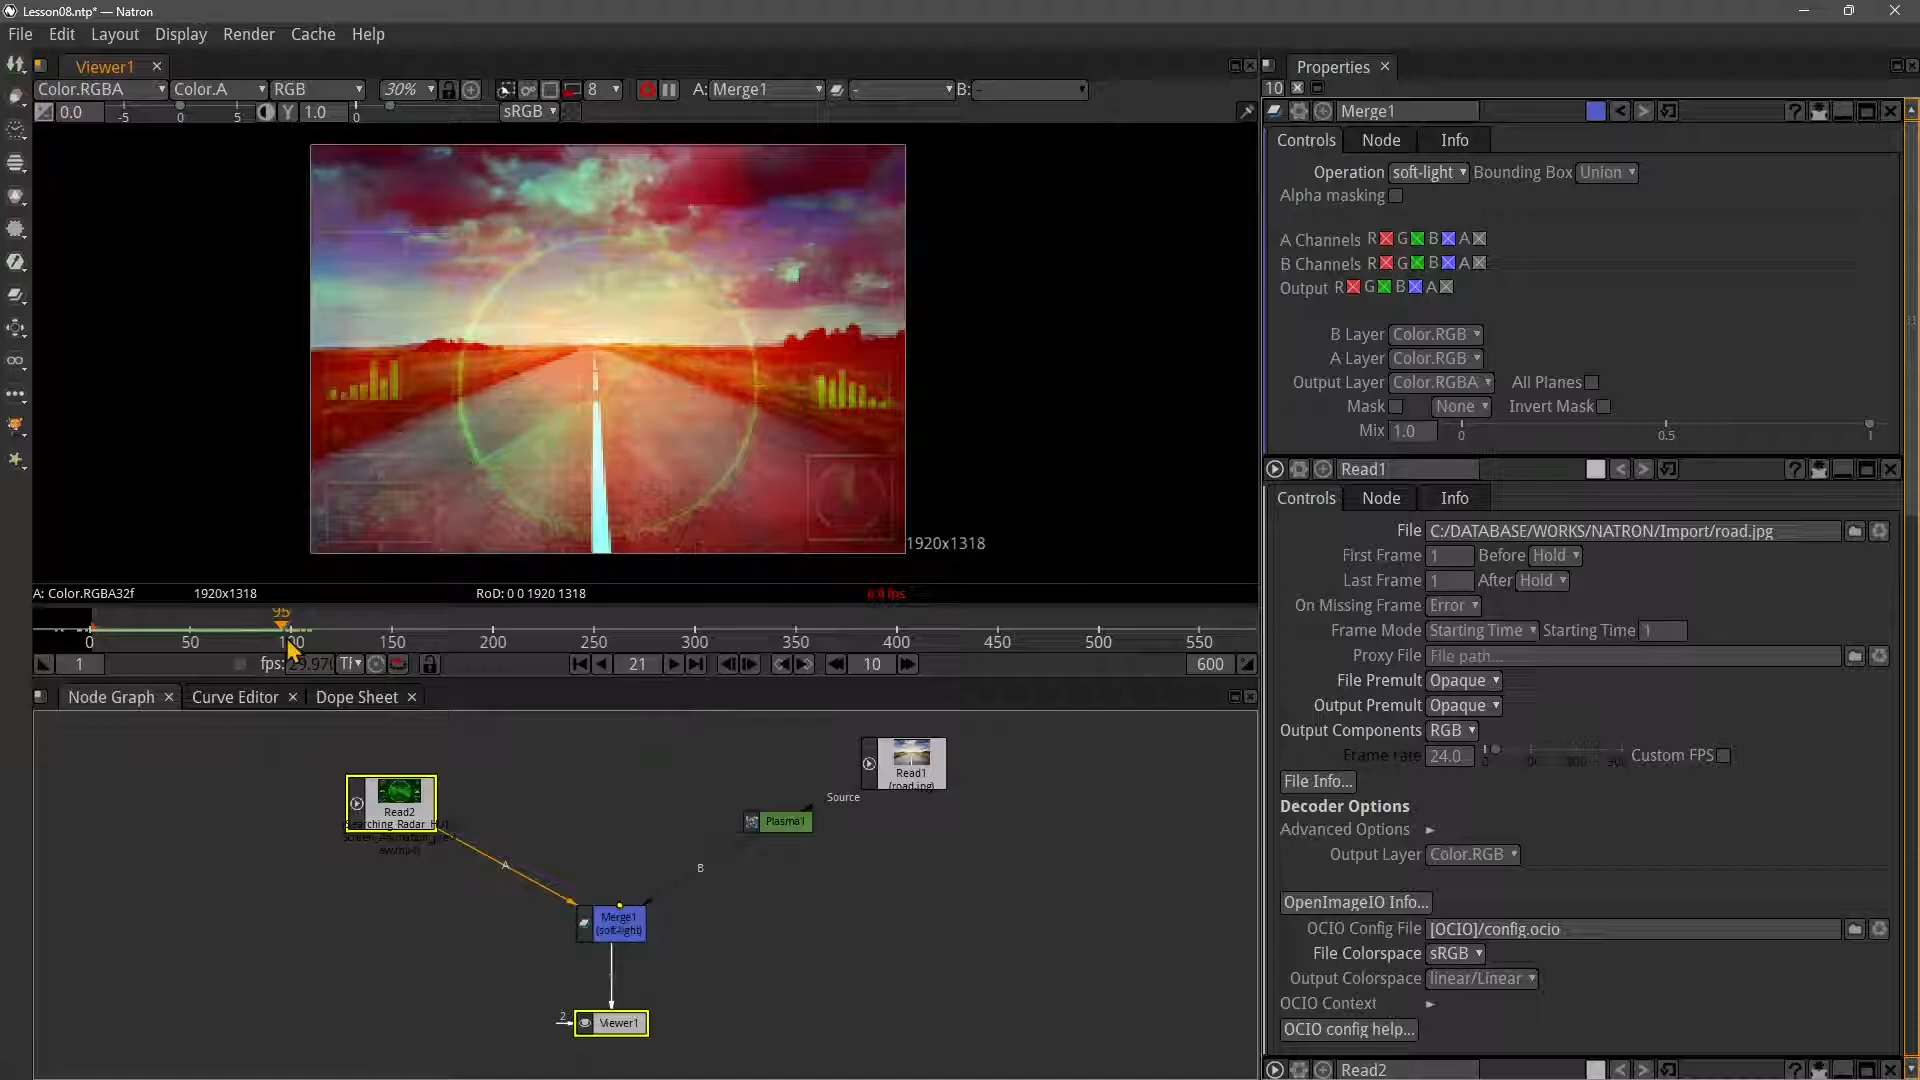 Lesson08.ntp* — Natron
File Edit Layout Display Render Cache Help
Viewer1
Color.RGBA Color.A RGB 30% 8 A: Merge1 - B: -
0.0 -5 0 5 Y 1.0 0 sRGB
1920x1318
A: Color.RGBA32f 1920x1318 RoD: 0 0 1920 1318
95
0 50 100 150 200 250 300 350 400 450 500 550
1 fps: 29.970 21 10 600
Node Graph Curve Editor Dope Sheet
Read1
(road.jpg)
Source
Read2
Plasma1
A
B
Merge1
(soft-light)
2
Viewer1
Properties
10
Merge1
Controls Node Info
Operation soft-light Bounding Box Union
Alpha masking
A Channels R G B A
B Channels R G B A
Output R G B A
B Layer Color.RGB
A Layer Color.RGB
Output Layer Color.RGBA All Planes
Mask None Invert Mask
Mix 1.0 0 0.5 1
Read1
Controls Node Info
File C:/DATABASE/WORKS/NATRON/Import/road.jpg
First Frame 1 Before Hold
Last Frame 1 After Hold
On Missing Frame Error
Frame Mode Starting Time Starting Time 1
Proxy File File path...
File Premult Opaque
Output Premult Opaque
Output Components RGB
Frame rate 24.0 Custom FPS
File Info...
Decoder Options
Advanced Options
Output Layer Color.RGB
OpenImageIO Info...
OCIO Config File [OCIO]/config.ocio
File Colorspace sRGB
Output Colorspace linear/Linear
OCIO Context
OCIO config help...
Read2